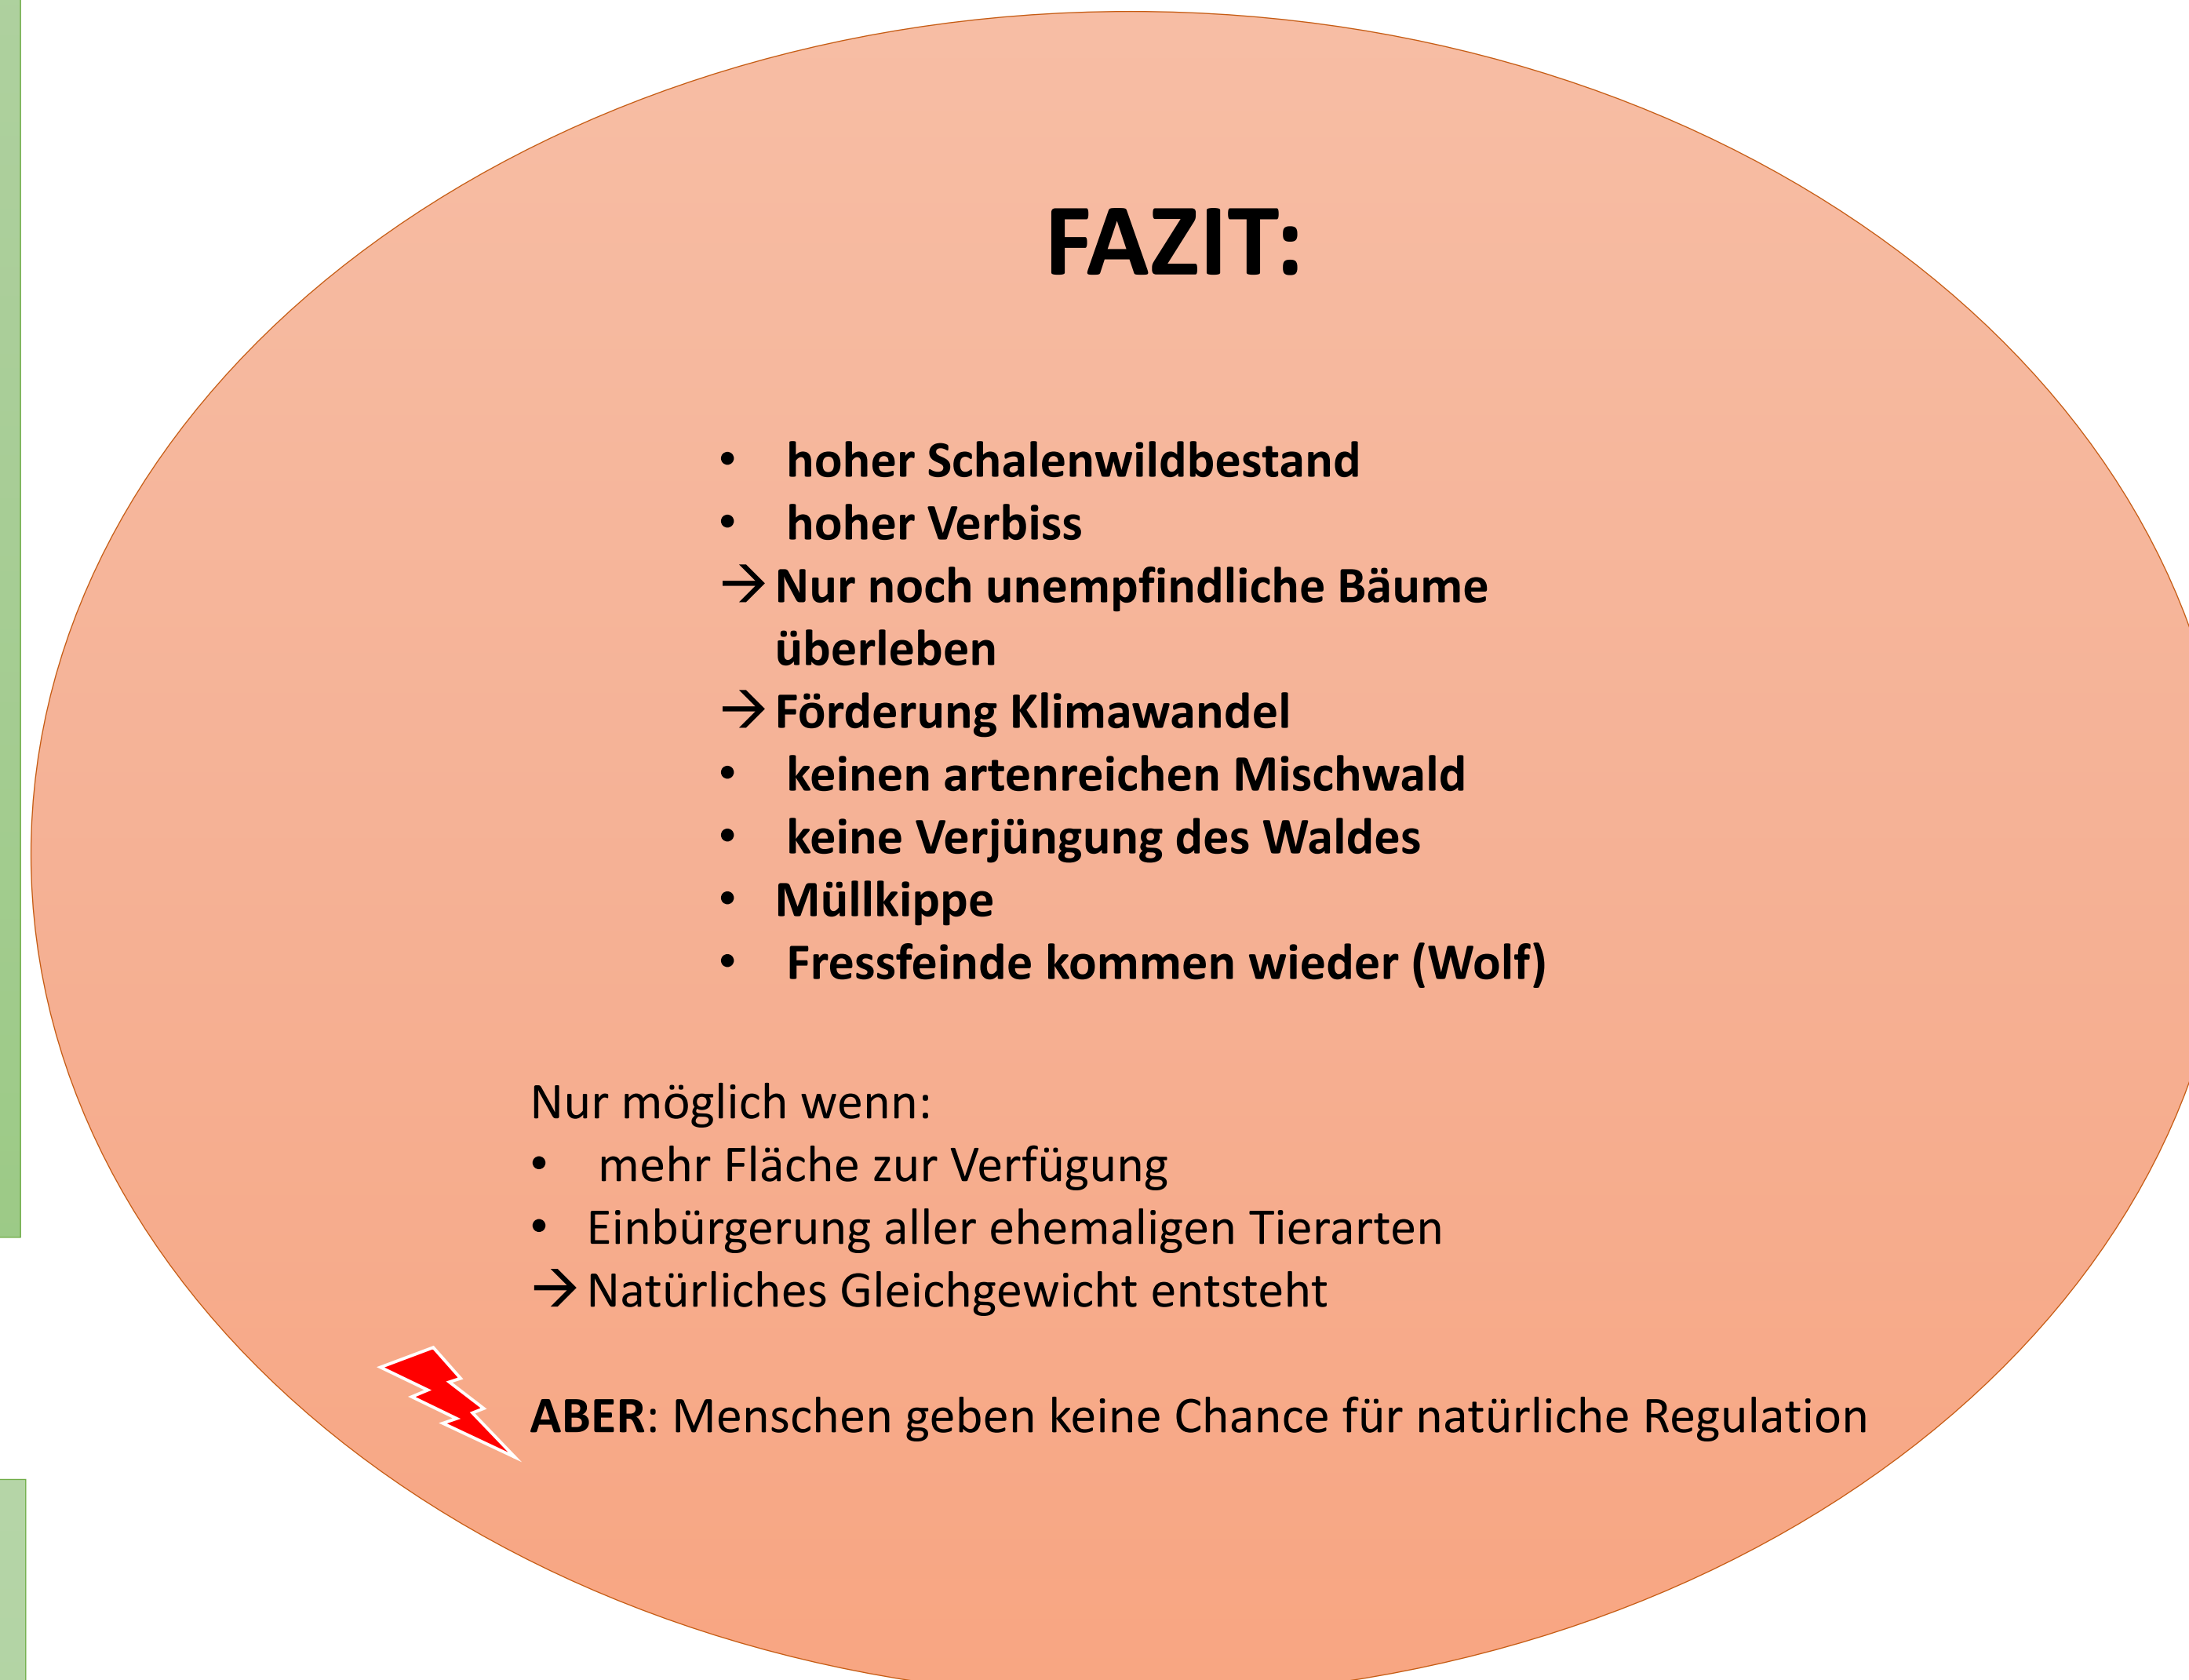 FAZIT:
• hoher Schalenwildbestand
• hoher Verbiss
→ Nur noch unempfindliche Bäume
überleben
→ Förderung Klimawandel
• keinen artenreichen Mischwald
• keine Verjüngung des Waldes
• Müllkippe
• Fressfeinde kommen wieder (Wolf)
Nur möglich wenn:
• mehr Fläche zur Verfügung
• Einbürgerung aller ehemaligen Tierarten
→ Natürliches Gleichgewicht entsteht
ABER: Menschen geben keine Chance für natürliche Regulation